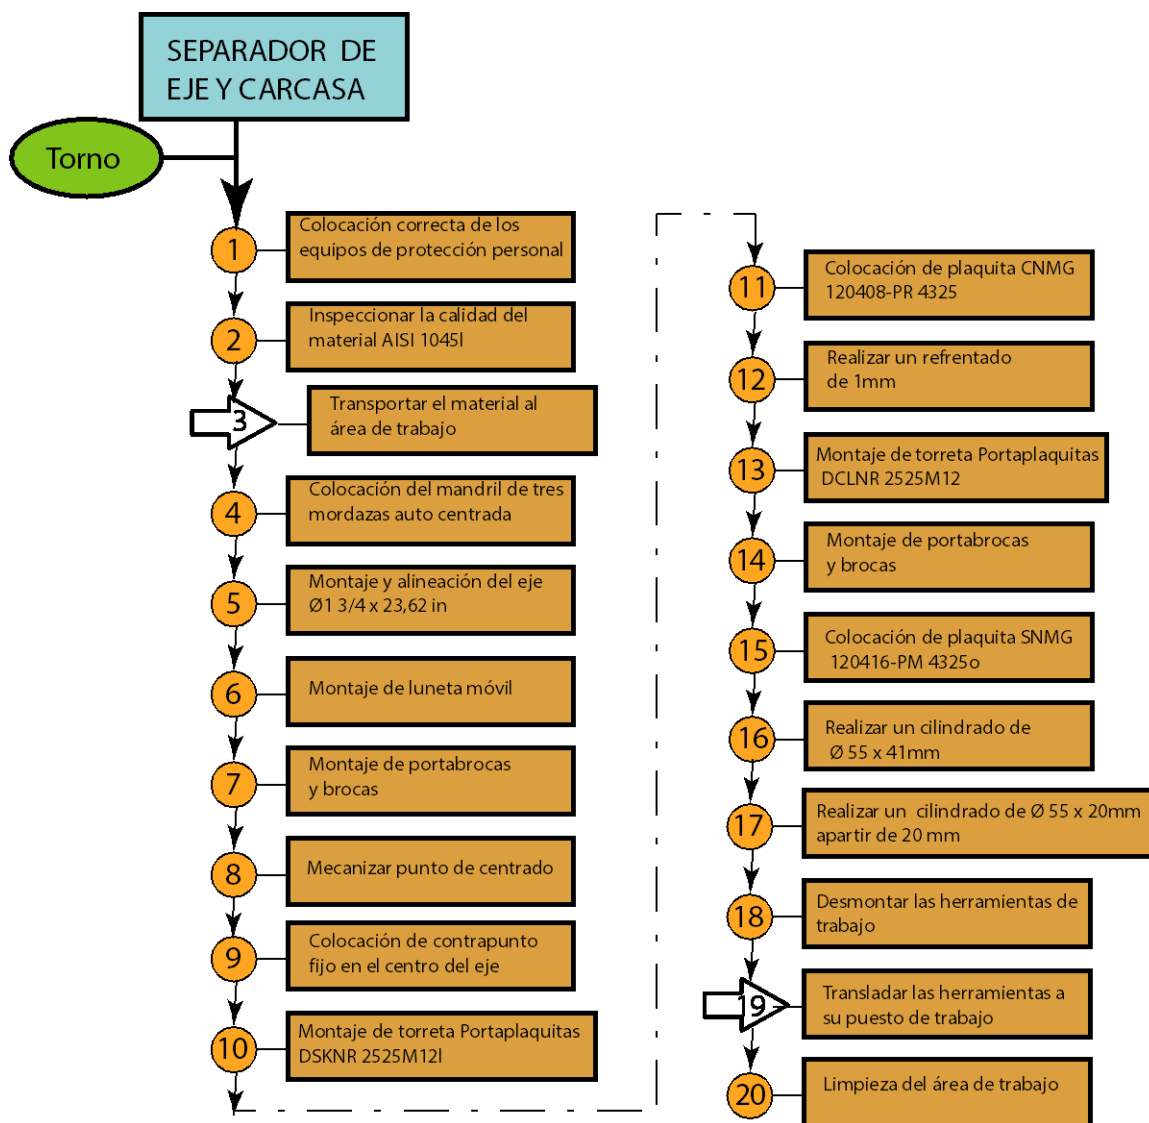 SEPARADOR DE
EJE Y CARCASA
Torno
1
Colocación correcta de los
equipos de protección personal
2
Inspeccionar la calidad del
material AISI 1045l
3
Transportar el material al
área de trabajo
4
Colocación del mandril de tres
mordazas auto centrada
5
Montaje y alineación del eje
Ø1 3/4 x 23,62 in
6
Montaje de luneta móvil
7
Montaje de portabrocas
y brocas
8
Mecanizar punto de centrado
9
Colocación de contrapunto
fijo en el centro del eje
10
Montaje de torreta Portaplaquitas
DSKNR 2525M12l
11
Colocación de plaquita CNMG
120408-PR 4325
12
Realizar un refrentado
de 1mm
13
Montaje de torreta Portaplaquitas
DCLNR 2525M12
14
Montaje de portabrocas
y brocas
15
Colocación de plaquita SNMG
120416-PM 4325o
16
Realizar un cilindrado de
Ø 55 x 41mm
17
Realizar un cilindrado de Ø 55 x 20mm
apartir de 20 mm
18
Desmontar las herramientas de
trabajo
19
Transladar las herramientas a
su puesto de trabajo
20
Limpieza del área de trabajo